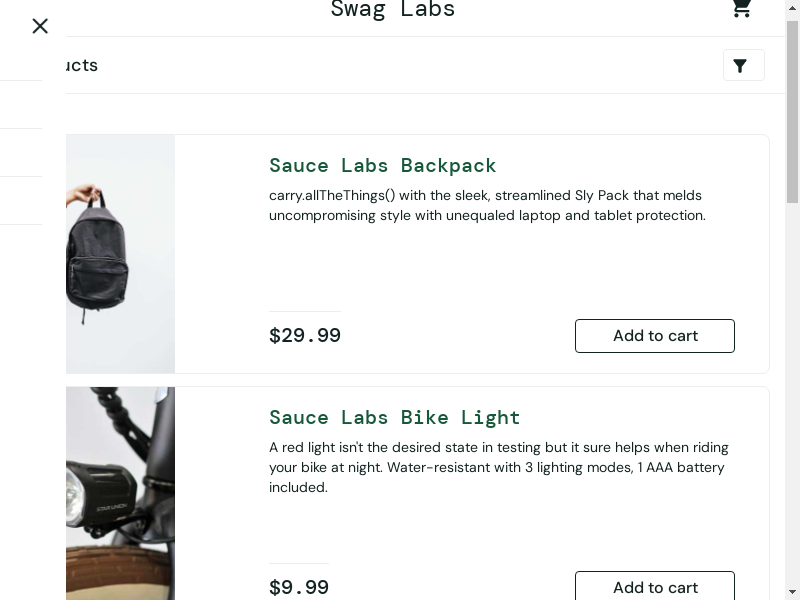 Swag Labs
ucts
Sauce Labs Backpack
carry.allTheThings() with the sleek, streamlined Sly Pack that melds
uncompromising style with unequaled laptop and tablet protection.
$29.99
Add to cart
Sauce Labs Bike Light
A red light isn't the desired state in testing but it sure helps when riding
your bike at night. Water-resistant with 3 lighting modes, 1 AAA battery
included.
$9.99
Add to cart